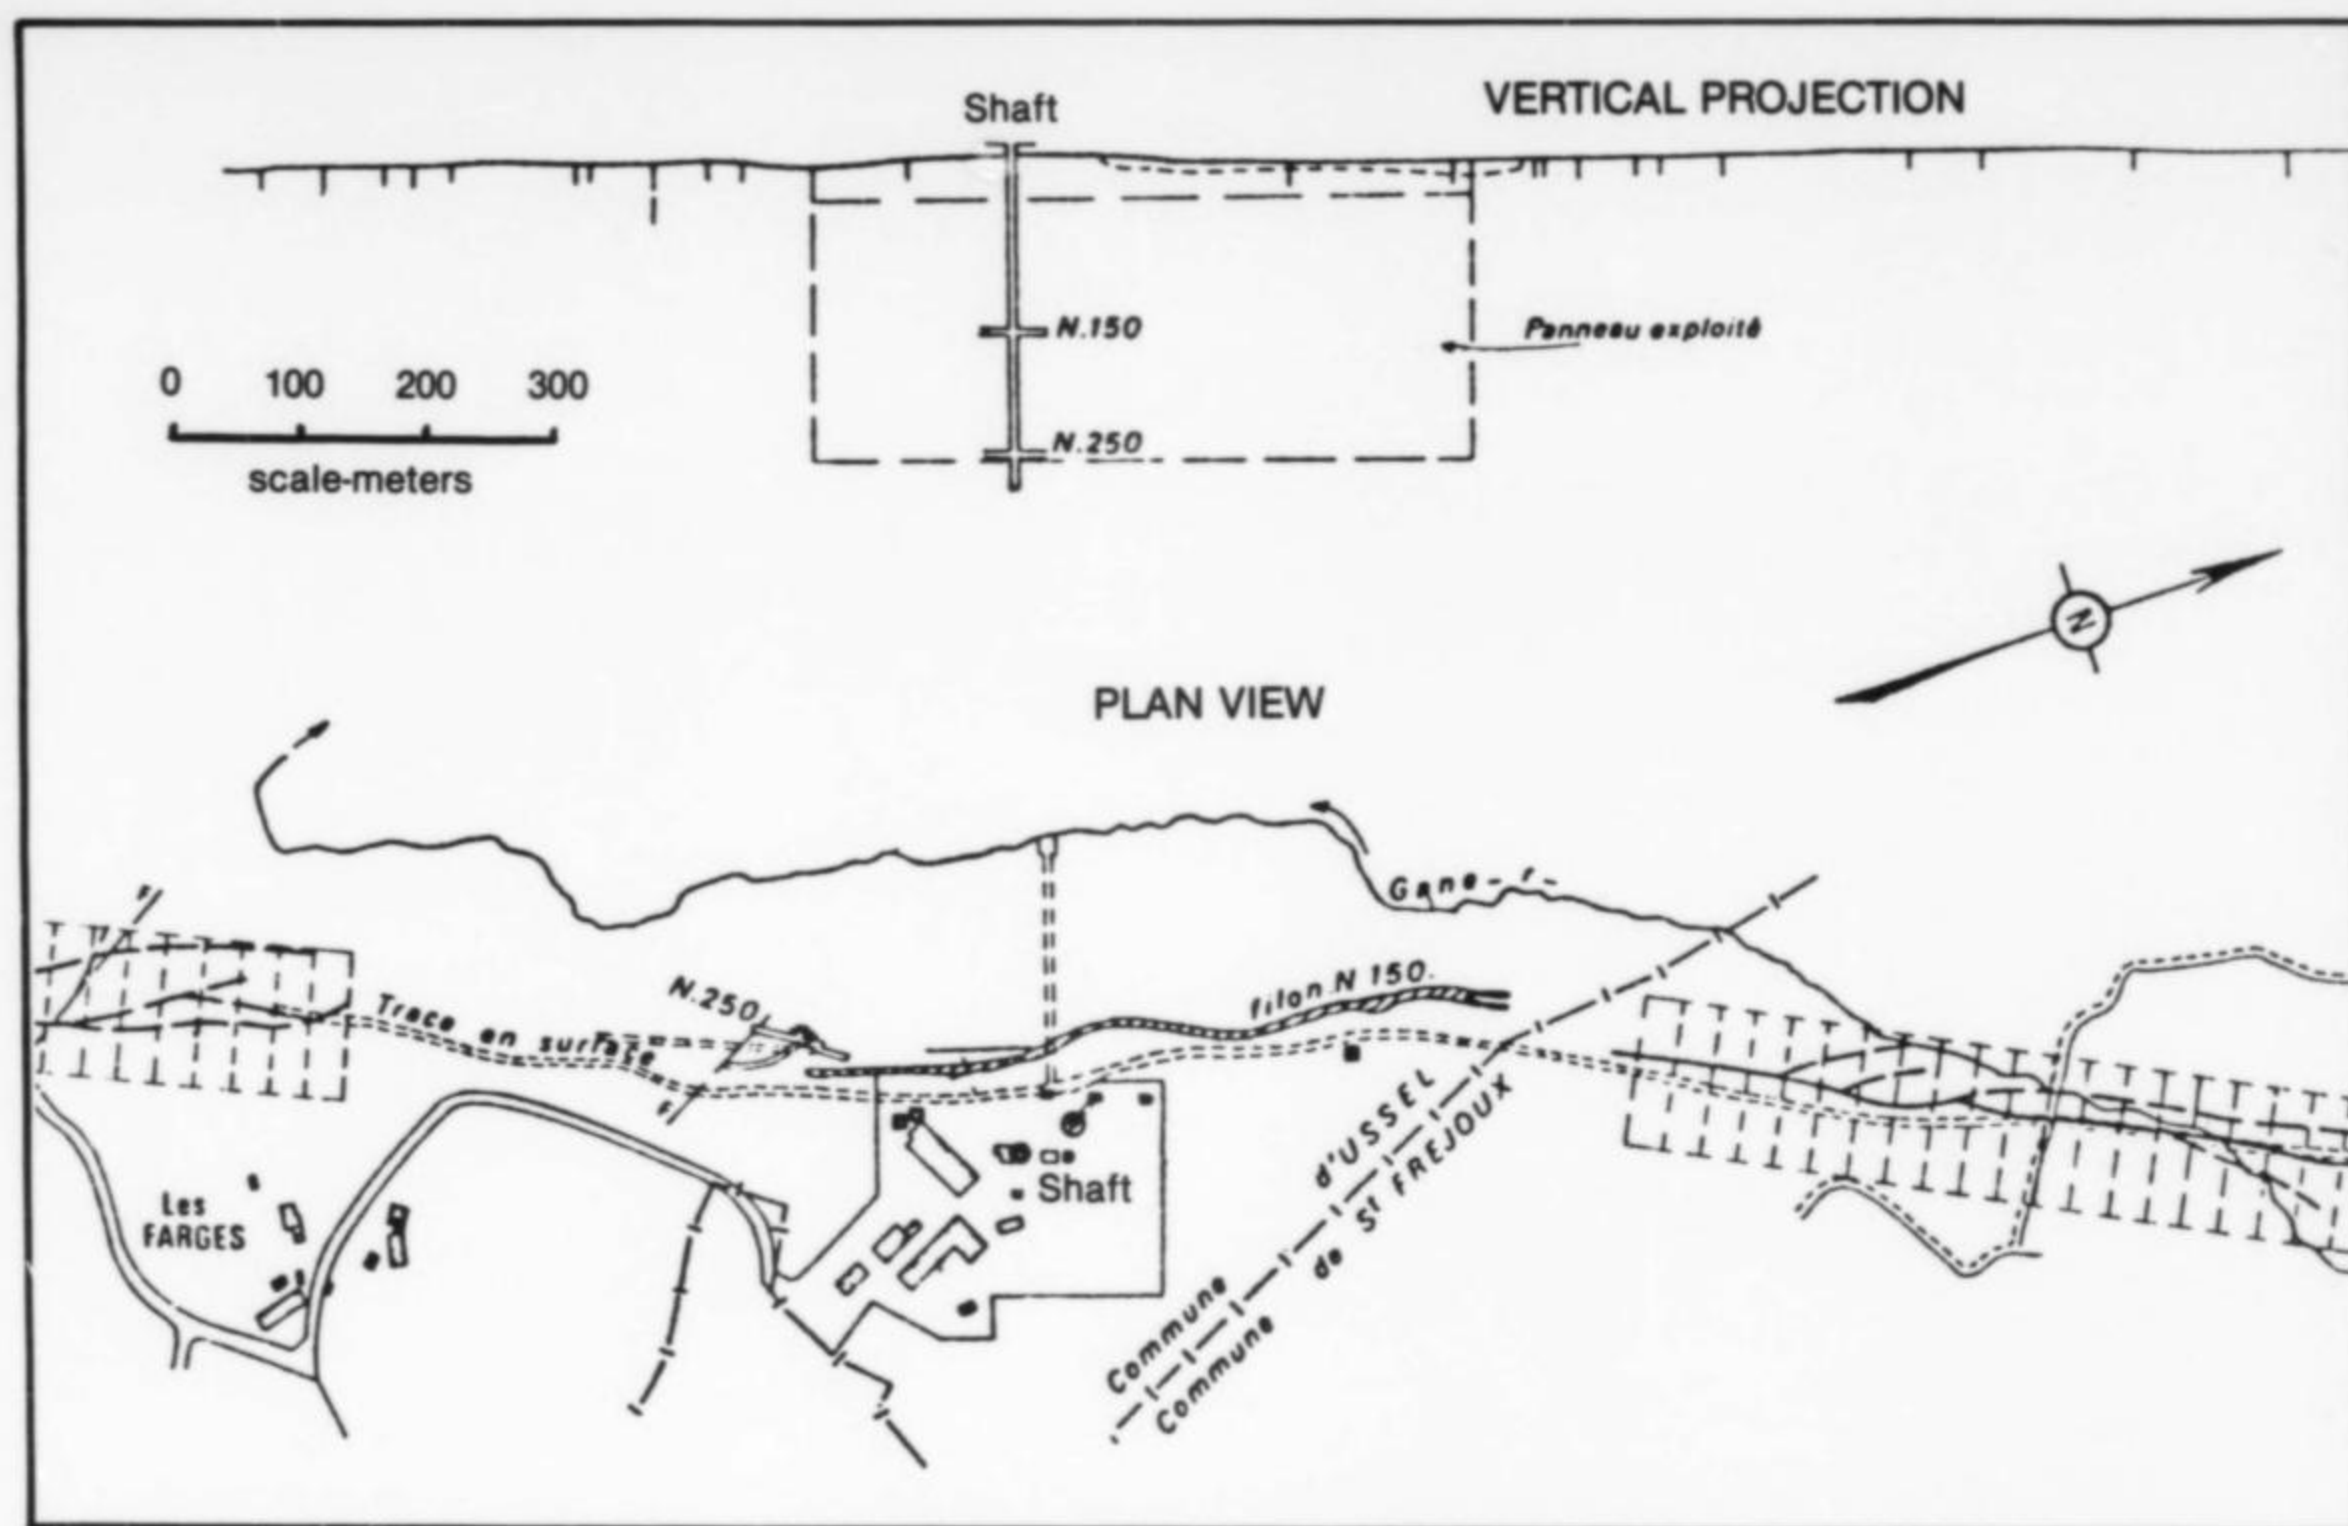 VERTICAL PROJECTION
Shaft
N.150
Panneau exploité
0 100 200 300
scale-meters
N.250
N
PLAN VIEW
Gane - r -
F
filon N 150.
N.250
Trace en surface
F
F
d'USSEL
Commune
de St FREJOUX
Commune
Shaft
Les
FARGES